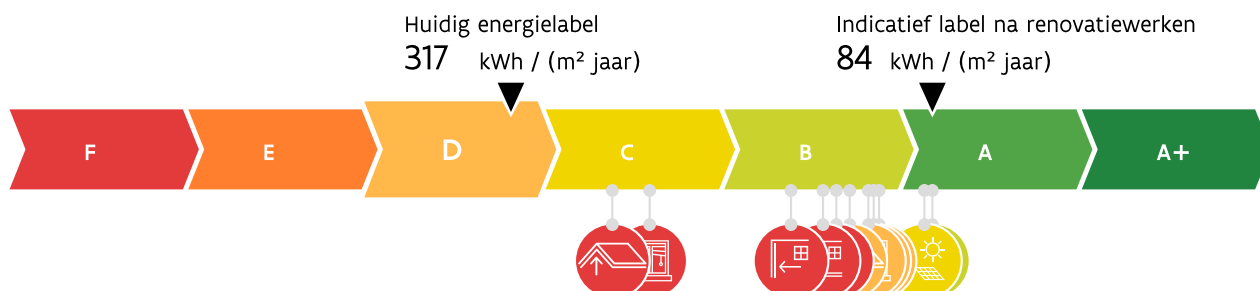 Huidig energielabel
317 kWh / (m² jaar)
Indicatief label na renovatiewerken
84 kWh / (m² jaar)
F E D C B A A+